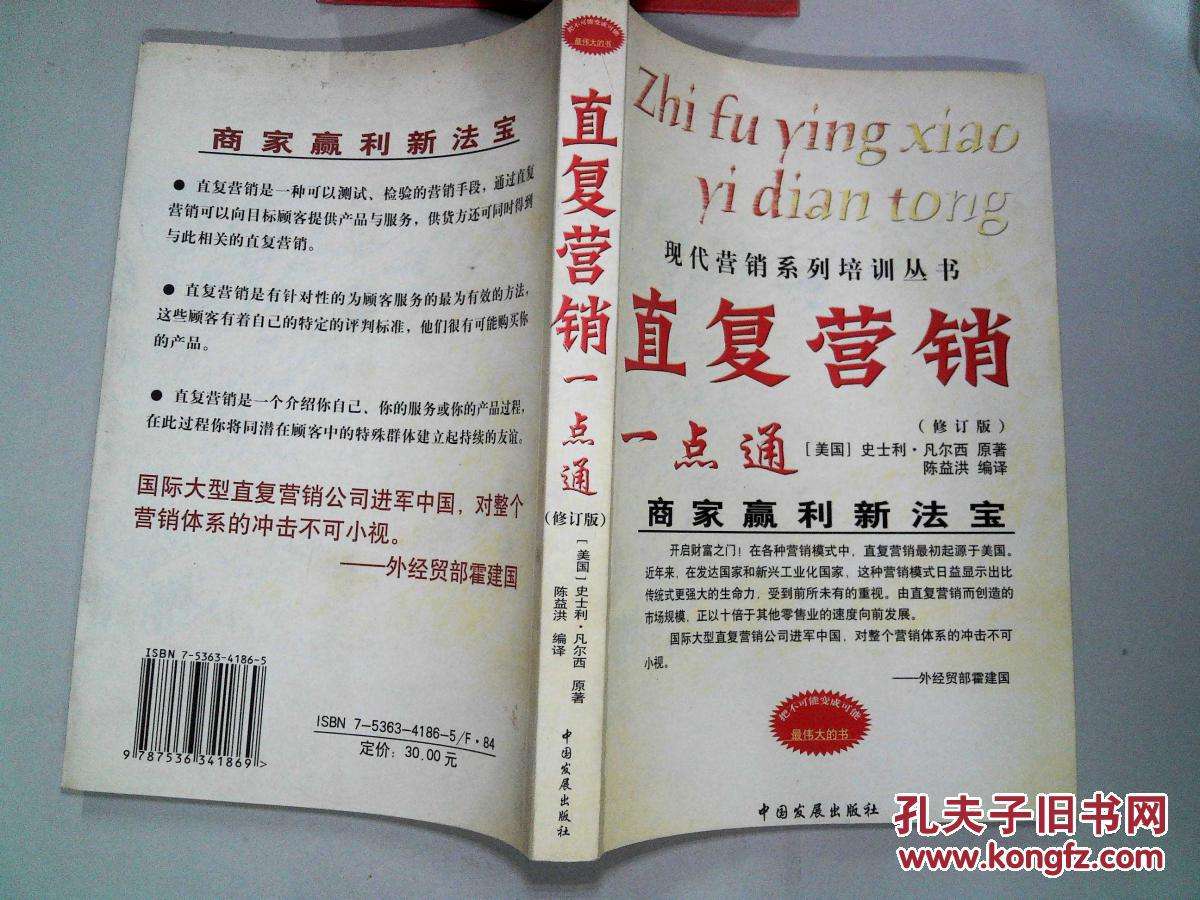 商家赢利新法宝
● 直复营销是一种可以测试、检验的营销手段，通过直复
营销可以向目标顾客提供产品与服务，供货方还可同时得到
与此相关的直复营销。
● 直复营销是有针对性的为顾客服务的最为有效的方法，
这些顾客有着自己的特定的评判标准，他们很有可能购买你
的产品。
● 直复营销是一个介绍你自己、你的服务或你的产品过程，
在此过程你将同潜在顾客中的特殊群体建立起持续的友谊。
国际大型直复营销公司进军中国，对整个
营销体系的冲击不可小视。
——外经贸部霍建国
ISBN 7-5363-4186-5
9 787536 341869>
ISBN 7-5363-4186-5/F·84
定价：30.00元
把不可能变成可能
最伟大的书
直复营销一点通
（修订版）
［美国］史士利·凡尔西 原著
陈益洪 编译
中国发展出版社
Zhi fu ying xiao
yi dian tong
现代营销系列培训丛书
直复营销
一点通
（修订版）
［美国］史士利·凡尔西 原著
陈益洪 编译
商家赢利新法宝
开启财富之门！在各种营销模式中，直复营销最初起源于美国。
近年来，在发达国家和新兴工业化国家，这种营销模式日益显示出比
传统式更强大的生命力，受到前所未有的重视。由直复营销而创造的
市场规模，正以十倍于其他零售业的速度向前发展。
国际大型直复营销公司进军中国，对整个营销体系的冲击不可
小视。
——外经贸部霍建国
把不可能变成可能
最伟大的书
中国发展出版社
孔夫子旧书网
www.kongfz.com